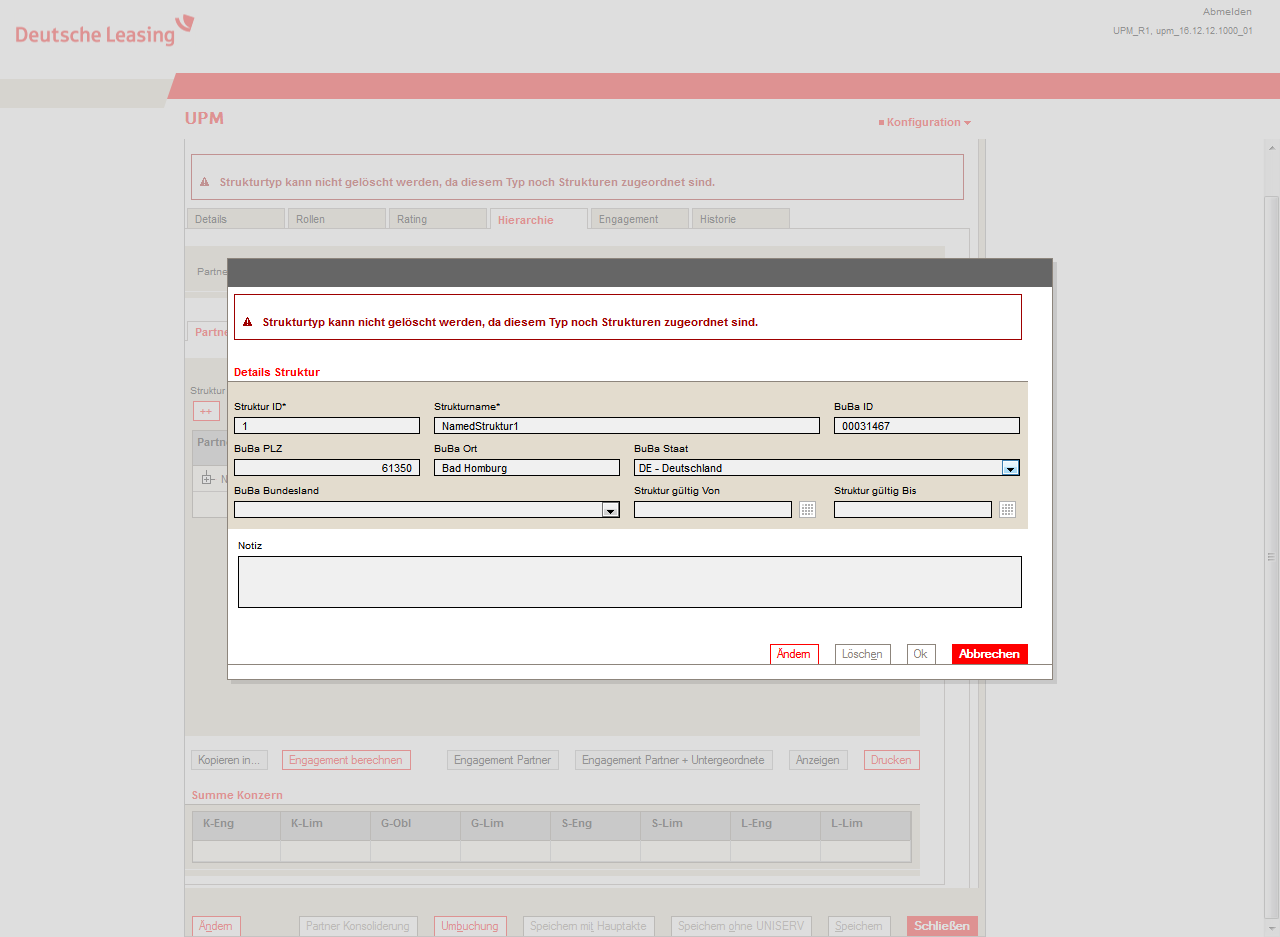 Deutsche Leasing
Abmelden
UPM_R1, upm_16.12.12.1000_01
UPM
Konfiguration
Strukturtyp kann nicht gelöscht werden, da diesem Typ noch Strukturen zugeordnet sind.
Details Rollen Rating Hierarchie Engagement Historie
Partne
Strukturtyp kann nicht gelöscht werden, da diesem Typ noch Strukturen zugeordnet sind.
Partne
Details Struktur
Struktur
Struktur ID* Strukturname* BuBa ID
++ 1 NamedStruktur1 00031467
Partn
BuBa PLZ BuBa Ort BuBa Staat
61350 Bad Homburg DE - Deutschland
N
BuBa Bundesland Struktur gültig Von Struktur gültig Bis
Notiz
Ändern Löschen Ok Abbrechen
Kopieren in... Engagement berechnen Engagement Partner Engagement Partner + Untergeordnete Anzeigen Drucken
Summe Konzern
K-Eng K-Lim G-Obl G-Lim S-Eng S-Lim L-Eng L-Lim
Ändern Partner Konsolidierung Umbuchung Speichern mit Hauptakte Speichern ohne UNISERV Speichern Schließen